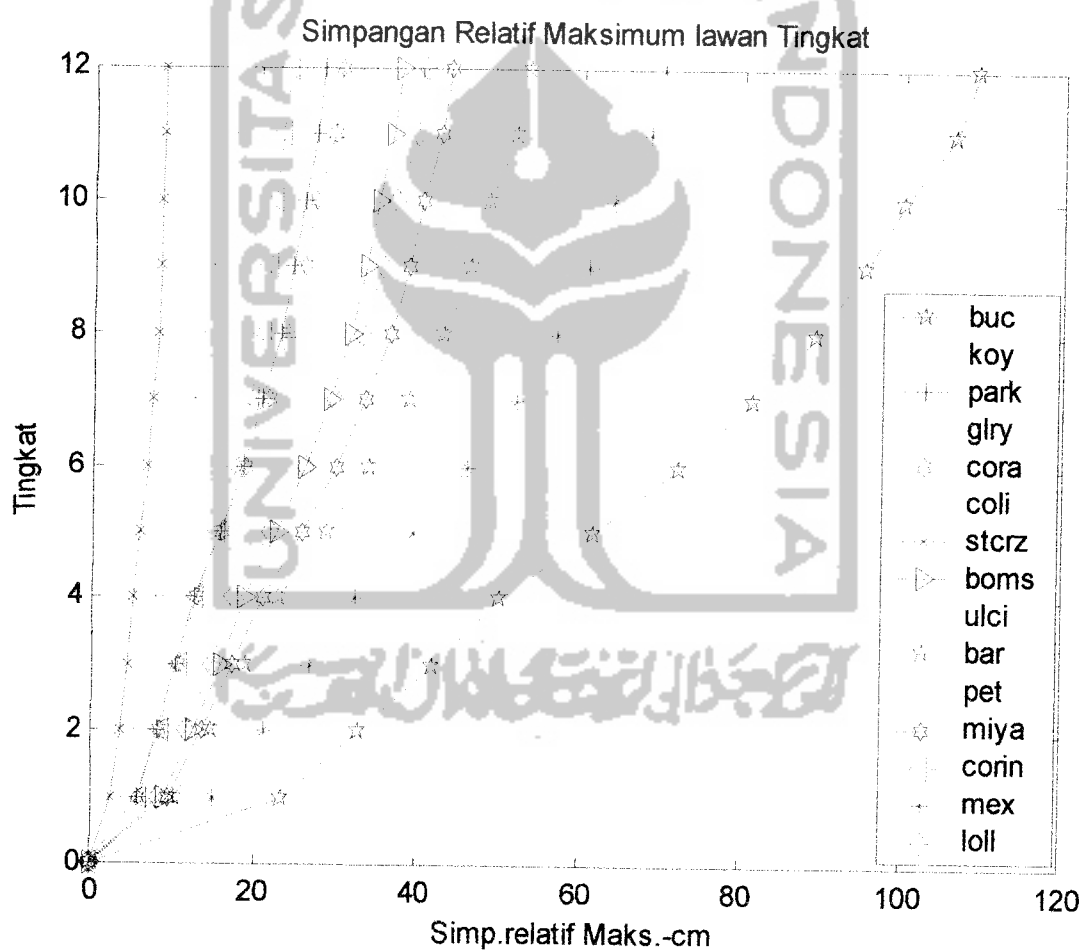 Simpangan Relatif Maksimum lawan Tingkat
UNIVERSITAS
INDONESIA
Tingkat
12
10
8
6
4
2
0
0 20 40 60 80 100 120
Simp.relatif Maks.-cm
buc
koy
park
glry
cora
coli
stcrz
boms
ulci
bar
pet
miya
corin
mex
loll